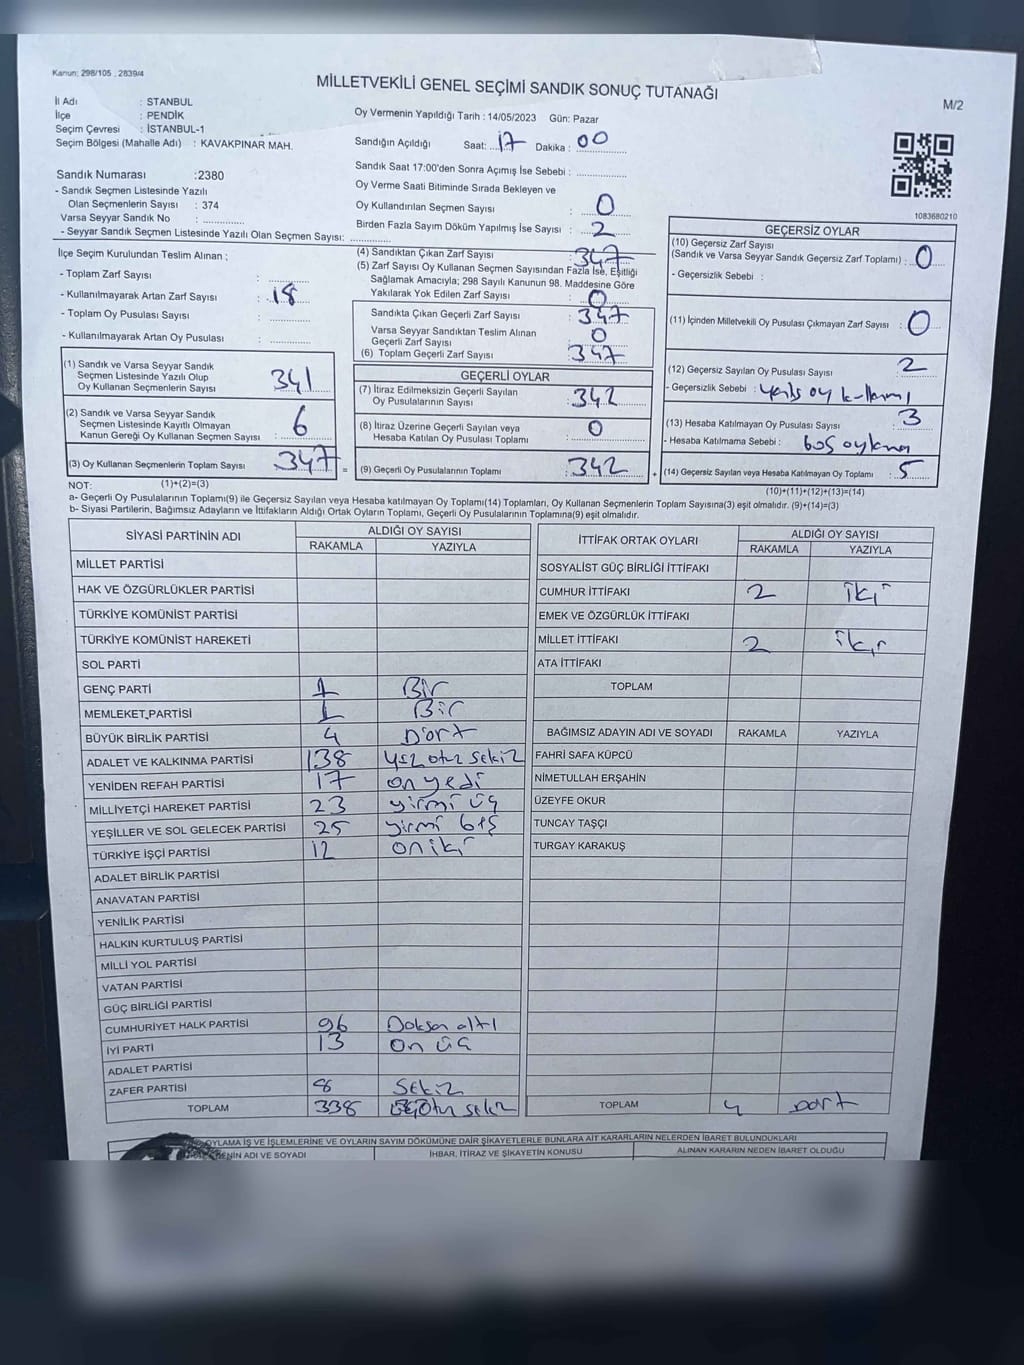 Kanun: 298/105 , 2839/4
MİLLETVEKİLİ GENEL SEÇİMİ SANDIK SONUÇ TUTANAĞI
M/2
İl Adı : STANBUL
İlçe : PENDİK
Seçim Çevresi : İSTANBUL-1
Seçim Bölgesi (Mahalle Adı) : KAVAKPINAR MAH.
Sandık Numarası :2380
- Sandık Seçmen Listesinde Yazılı
Olan Seçmenlerin Sayısı : 374
Varsa Seyyar Sandık No :
- Seyyar Sandık Seçmen Listesinde Yazılı Olan Seçmen Sayısı:
Oy Vermenin Yapıldığı Tarih : 14/05/2023 Gün: Pazar
Sandığın Açıldığı Saat: 17 Dakika : 00
Sandık Saat 17:00'den Sonra Açımış İse Sebebi :
Oy Verme Saati Bitiminde Sırada Bekleyen ve
Oy Kullandırılan Seçmen Sayısı : 0
Birden Fazla Sayım Döküm Yapılmış İse Sayısı : 2
1083680210
İlçe Seçim Kurulundan Teslim Alınan ;
- Toplam Zarf Sayısı :
- Kullanılmayarak Artan Zarf Sayısı : 18
- Toplam Oy Pusulası Sayısı :
- Kullanılmayarak Artan Oy Pusulası :
(1) Sandık ve Varsa Seyyar Sandık
Seçmen Listesinde Yazılı Olup
Oy Kullanan Seçmenlerin Sayısı : 341
(2) Sandık ve Varsa Seyyar Sandık
Seçmen Listesinde Kayıtlı Olmayan
Kanun Gereği Oy Kullanan Seçmen Sayısı : 6
(3) Oy Kullanan Seçmenlerin Toplam Sayısı : 347
(1)+(2)=(3)
(4) Sandıktan Çıkan Zarf Sayısı : 347
(5) Zarf Sayısı Oy Kullanan Seçmen Sayısından Fazla İse, Eşitliği
Sağlamak Amacıyla; 298 Sayılı Kanunun 98. Maddesine Göre
Yakılarak Yok Edilen Zarf Sayısı : 0
Sandıkta Çıkan Geçerli Zarf Sayısı : 347
Varsa Seyyar Sandıktan Teslim Alınan
Geçerli Zarf Sayısı : 0
(6) Toplam Geçerli Zarf Sayısı : 347
GEÇERLİ OYLAR
(7) İtiraz Edilmeksizin Geçerli Sayılan
Oy Pusulalarının Sayısı : 342
(8) İtiraz Üzerine Geçerli Sayılan veya
Hesaba Katılan Oy Pusulası Toplamı : 0
= (9) Geçerli Oy Pusulalarının Toplamı : 342 +
GEÇERSİZ OYLAR
(10) Geçersiz Zarf Sayısı
(Sandık ve Varsa Seyyar Sandık Geçersiz Zarf Toplamı) : 0
- Geçersizlik Sebebi :
(11) İçinden Milletvekili Oy Pusulası Çıkmayan Zarf Sayısı : 0
(12) Geçersiz Sayılan Oy Pusulası Sayısı : 2
- Geçersizlik Sebebi : oy
(13) Hesaba Katılmayan Oy Pusulası Sayısı : 3
- Hesaba Katılmama Sebebi : boş
(14) Geçersiz Sayılan veya Hesaba Katılmayan Oy Toplamı : 5
(10)+(11)+(12)+(13)=(14)
NOT:
a- Geçerli Oy Pusulalarının Toplamı(9) ile Geçersiz Sayılan veya Hesaba katılmayan Oy Toplamı(14) Toplamları, Oy Kullanan Seçmenlerin Toplam Sayısına(3) eşit olmalıdır. (9)+(14)=(3)
b- Siyasi Partilerin, Bağımsız Adayların ve İttifakların Aldığı Ortak Oyların Toplamı, Geçerli Oy Pusulalarının Toplamına(9) eşit olmalıdır.
SİYASİ PARTİNİN ADI ALDIĞI OY SAYISI
RAKAMLA YAZIYLA
MİLLET PARTİSİ
HAK VE ÖZGÜRLÜKLER PARTİSİ
TÜRKİYE KOMÜNİST PARTİSİ
TÜRKİYE KOMÜNİST HAREKETİ
SOL PARTİ
GENÇ PARTİ 1 Bir
MEMLEKET PARTİSİ 1 Bir
BÜYÜK BİRLİK PARTİSİ 4 Dört
ADALET VE KALKINMA PARTİSİ 138 yüz otuz sekiz
YENİDEN REFAH PARTİSİ 17 on yedi
MİLLİYETÇİ HAREKET PARTİSİ 23 yirmi üç
YEŞİLLER VE SOL GELECEK PARTİSİ 25 yirmi beş
TÜRKİYE İŞÇİ PARTİSİ 12 on iki
ADALET BİRLİK PARTİSİ
ANAVATAN PARTİSİ
YENİLİK PARTİSİ
HALKIN KURTULUŞ PARTİSİ
MİLLİ YOL PARTİSİ
VATAN PARTİSİ
GÜÇ BİRLİĞİ PARTİSİ
CUMHURİYET HALK PARTİSİ 96 Doksan altı
İYİ PARTİ 13 on üç
ADALET PARTİSİ
ZAFER PARTİSİ 8 sekiz
TOPLAM 338 otuz sekiz
İTTİFAK ORTAK OYLARI ALDIĞI OY SAYISI
RAKAMLA YAZIYLA
SOSYALİST GÜÇ BİRLİĞİ İTTİFAKI
CUMHUR İTTİFAKI 2 iki
EMEK VE ÖZGÜRLÜK İTTİFAKI
MİLLET İTTİFAKI 2 iki
ATA İTTİFAKI
TOPLAM
BAĞIMSIZ ADAYIN ADI VE SOYADI RAKAMLA YAZIYLA
FAHRİ SAFA KÜPCÜ
NİMETULLAH ERŞAHİN
ÜZEYFE OKUR
TUNCAY TAŞÇI
TURGAY KARAKUŞ
TOPLAM 4 Dört
OYLAMA İŞ VE İŞLEMLERİNE VE OYLARIN SAYIM DÖKÜMÜNE DAİR ŞİKAYETLERLE BUNLARA AİT KARARLARIN NELERDEN İBARET BULUNDUKLARI
ADI VE SOYADI İHBAR, İTİRAZ VE ŞİKAYETİN KONUSU ALINAN KARARIN NEDEN İBARET OLDUĞU